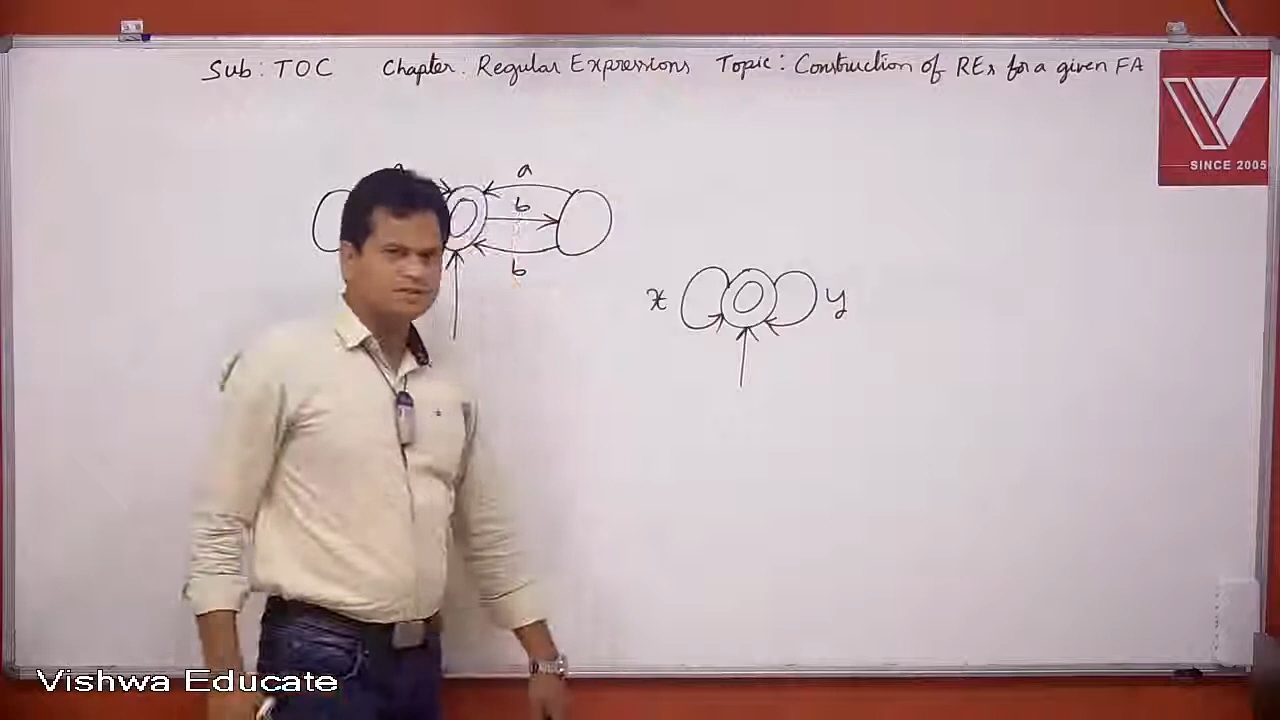 Sub: TOC Chapter: Regular Expressions Topic: Construction of REs for a given FA
SINCE 2005
a
b
b
x y
Vishwa Educate